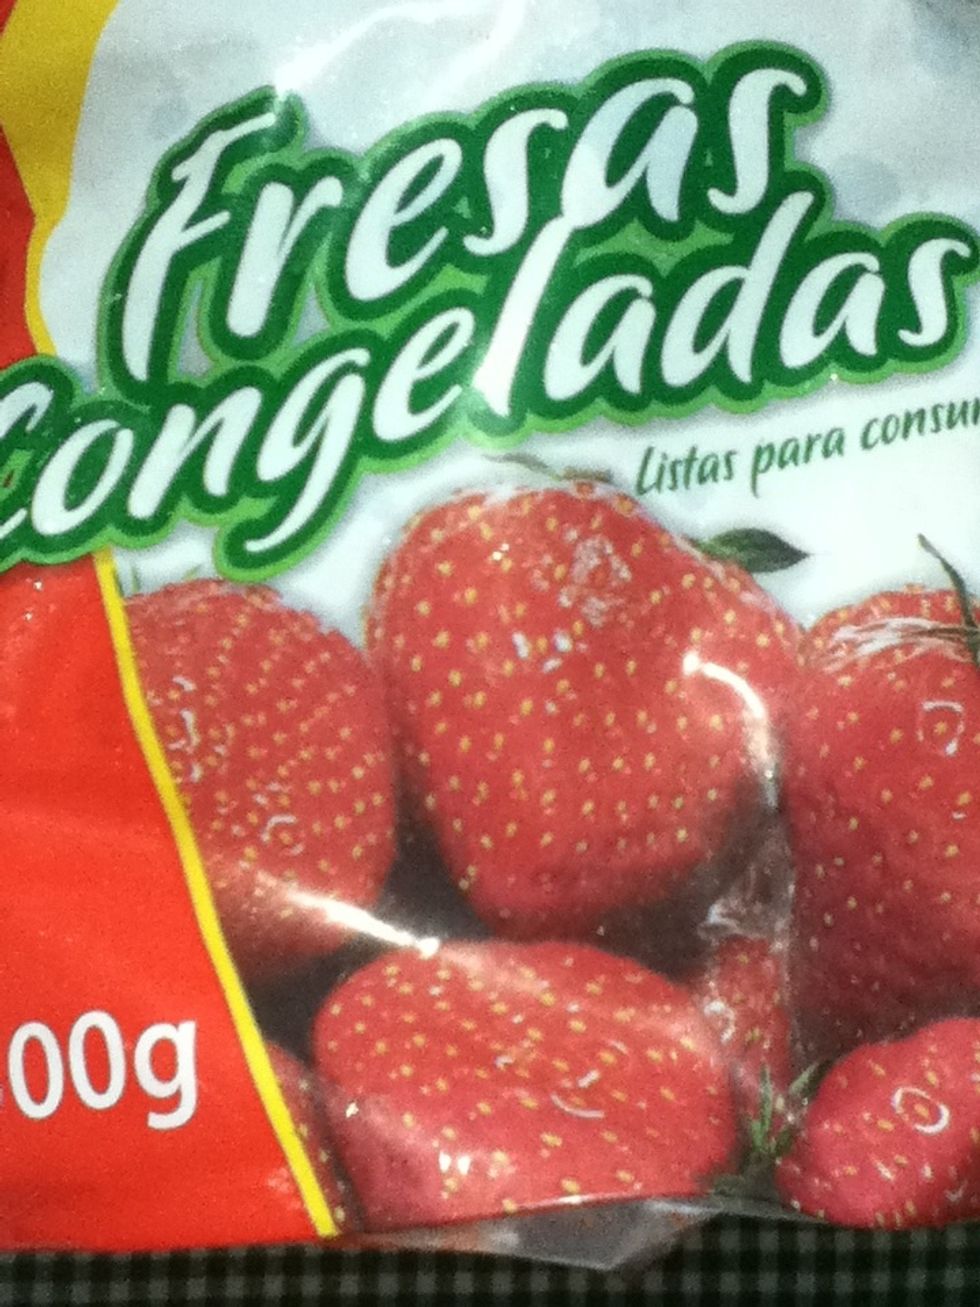 Fresas
Congeladas
Listas para
00g